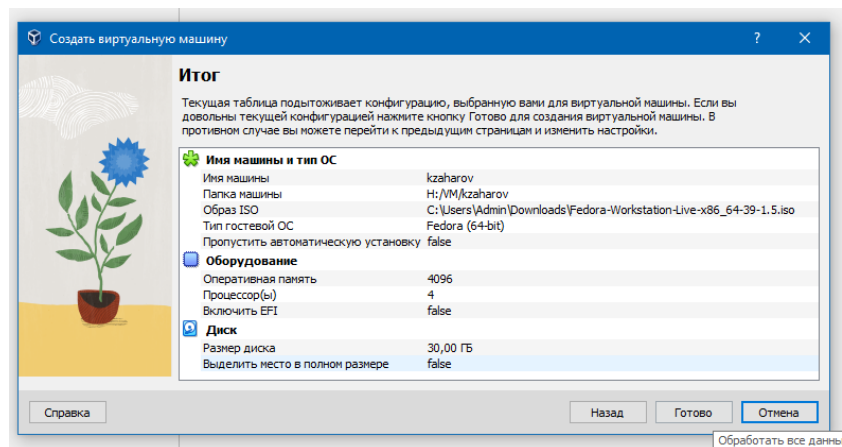 Создать виртуальную машину
Итог
Текущая таблица подытоживает конфигурацию, выбранную вами для виртуальной машины. Если вы
довольны текущей конфигурацией нажмите кнопку Готово для создания виртуальной машины. В
противном случае вы можете перейти к предыдущим страницам и изменить настройки.
Имя машины и тип ОС
Имя машины kzaharov
Папка машины H:/VM/kzaharov
Образ ISO C:\Users\Admin\Downloads\Fedora-Workstation-Live-x86_64-39-1.5.iso
Тип гостевой ОС Fedora (64-bit)
Пропустить автоматическую установку false
Оборудование
Оперативная память 4096
Процессор(ы) 4
Включить EFI false
Диск
Размер диска 30,00 ГБ
Выделить место в полном размере false
Справка Назад Готово Отмена
Обработать все данны